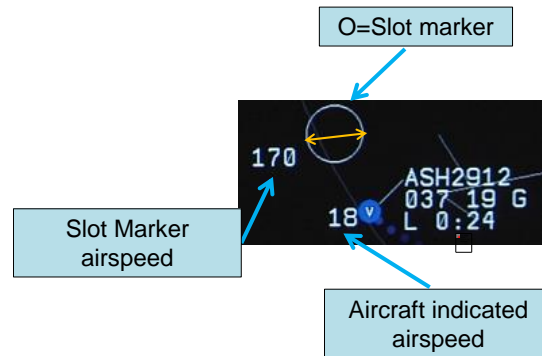 O=Slot marker
170
ASH2912
037 19 G
L 0:24
18
V
Slot Marker
airspeed
Aircraft indicated
airspeed